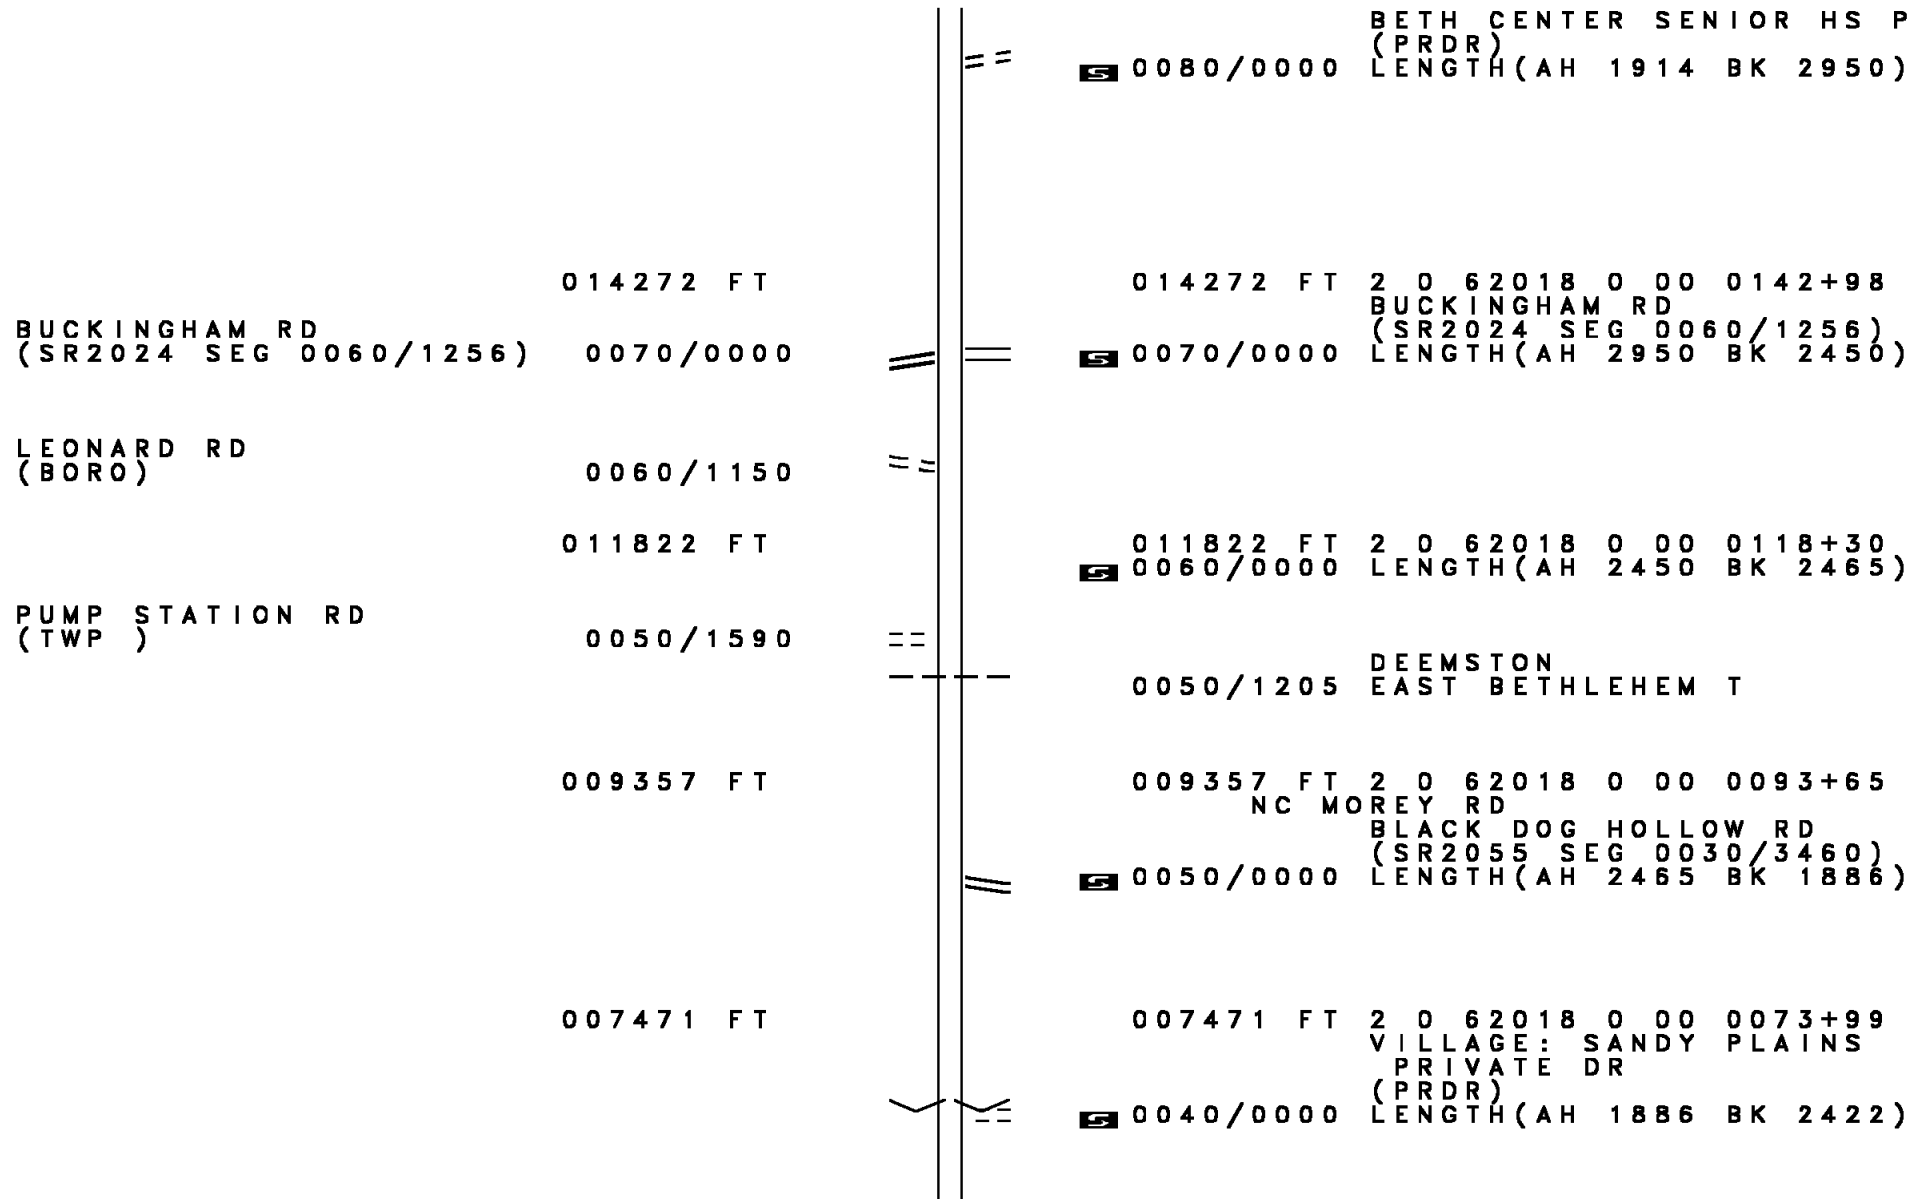 BETH CENTER SENIOR HS P
(PRDR)
S 0080/0000 LENGTH(AH 1914 BK 2950)
014272 FT 014272 FT 2 0 62018 0 00 0142+98
BUCKINGHAM RD
BUCKINGHAM RD (SR2024 SEG 0060/1256)
(SR2024 SEG 0060/1256) 0070/0000 S 0070/0000 LENGTH(AH 2950 BK 2450)
LEONARD RD
(BORO) 0060/1150
011822 FT 011822 FT 2 0 62018 0 00 0118+30
S 0060/0000 LENGTH(AH 2450 BK 2465)
PUMP STATION RD
(TWP ) 0050/1590
DEEMSTON
0050/1205 EAST BETHLEHEM T
009357 FT 009357 FT 2 0 62018 0 00 0093+65
NC MOREY RD
BLACK DOG HOLLOW RD
(SR2055 SEG 0030/3460)
S 0050/0000 LENGTH(AH 2465 BK 1886)
007471 FT 007471 FT 2 0 62018 0 00 0073+99
VILLAGE: SANDY PLAINS
PRIVATE DR
(PRDR)
S 0040/0000 LENGTH(AH 1886 BK 2422)